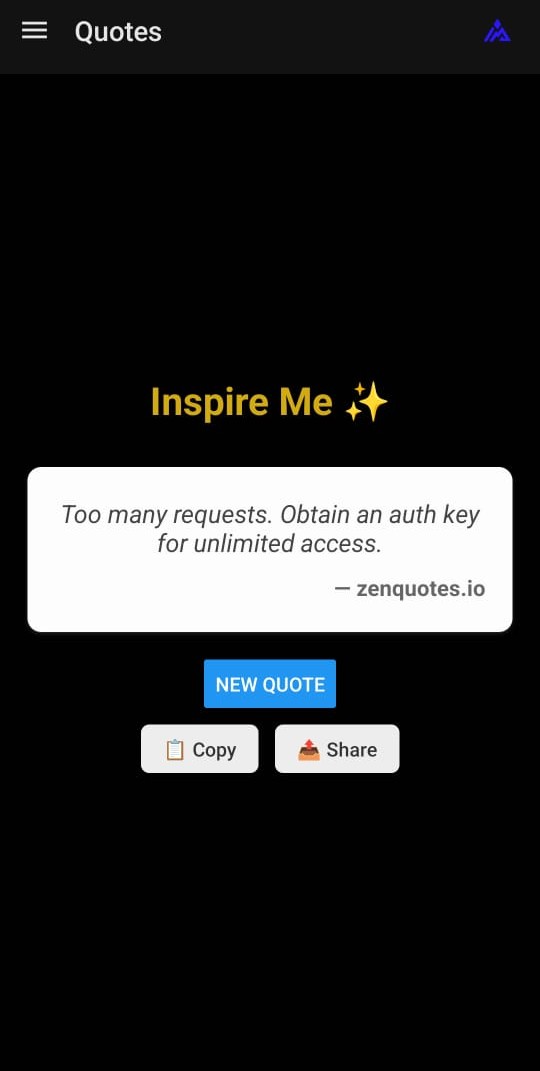 Quotes
Inspire Me ✨
Too many requests. Obtain an auth key
for unlimited access.
— zenquotes.io
NEW QUOTE
📋 Copy
📤 Share